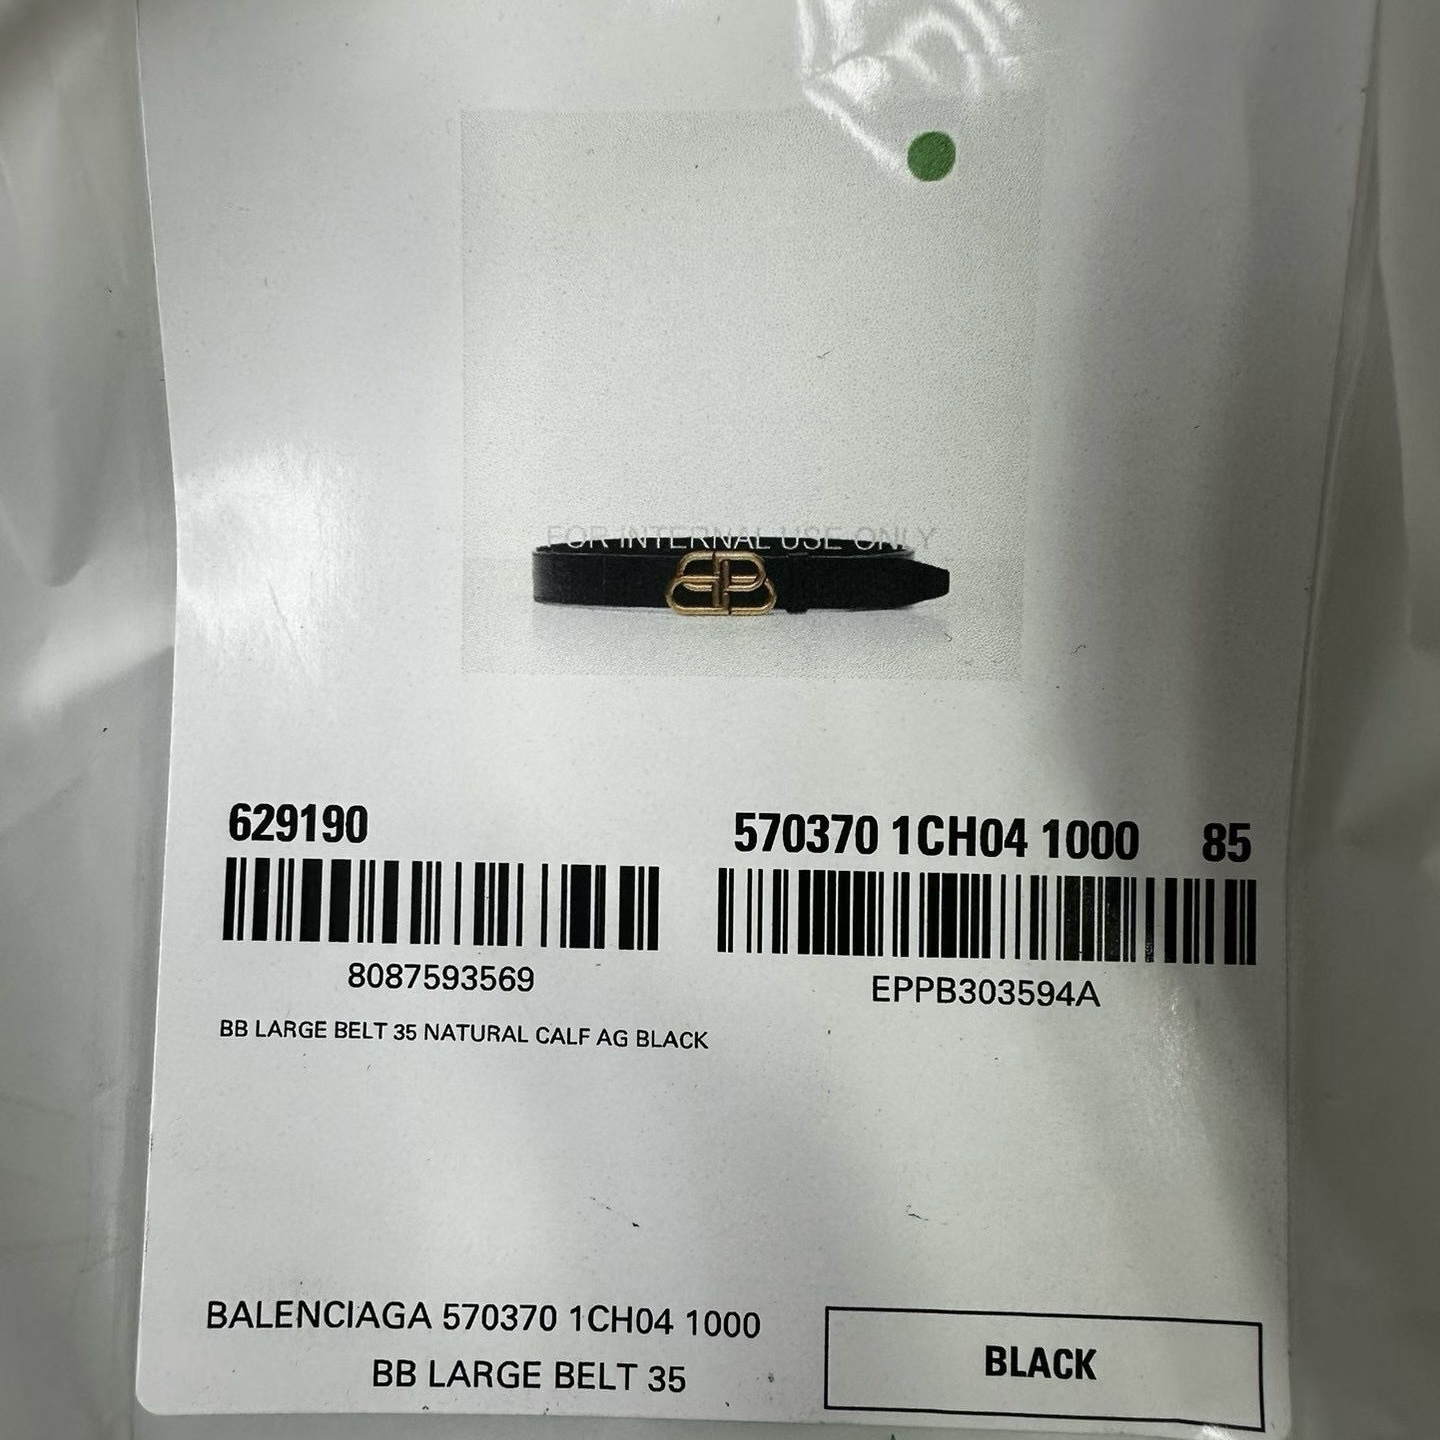 FOR INTERNAL USE ONLY
629190
570370 1CH04 1000 85
8087593569
EPPB303594A
BB LARGE BELT 35 NATURAL CALF AG BLACK
BALENCIAGA 570370 1CH04 1000
BB LARGE BELT 35
BLACK